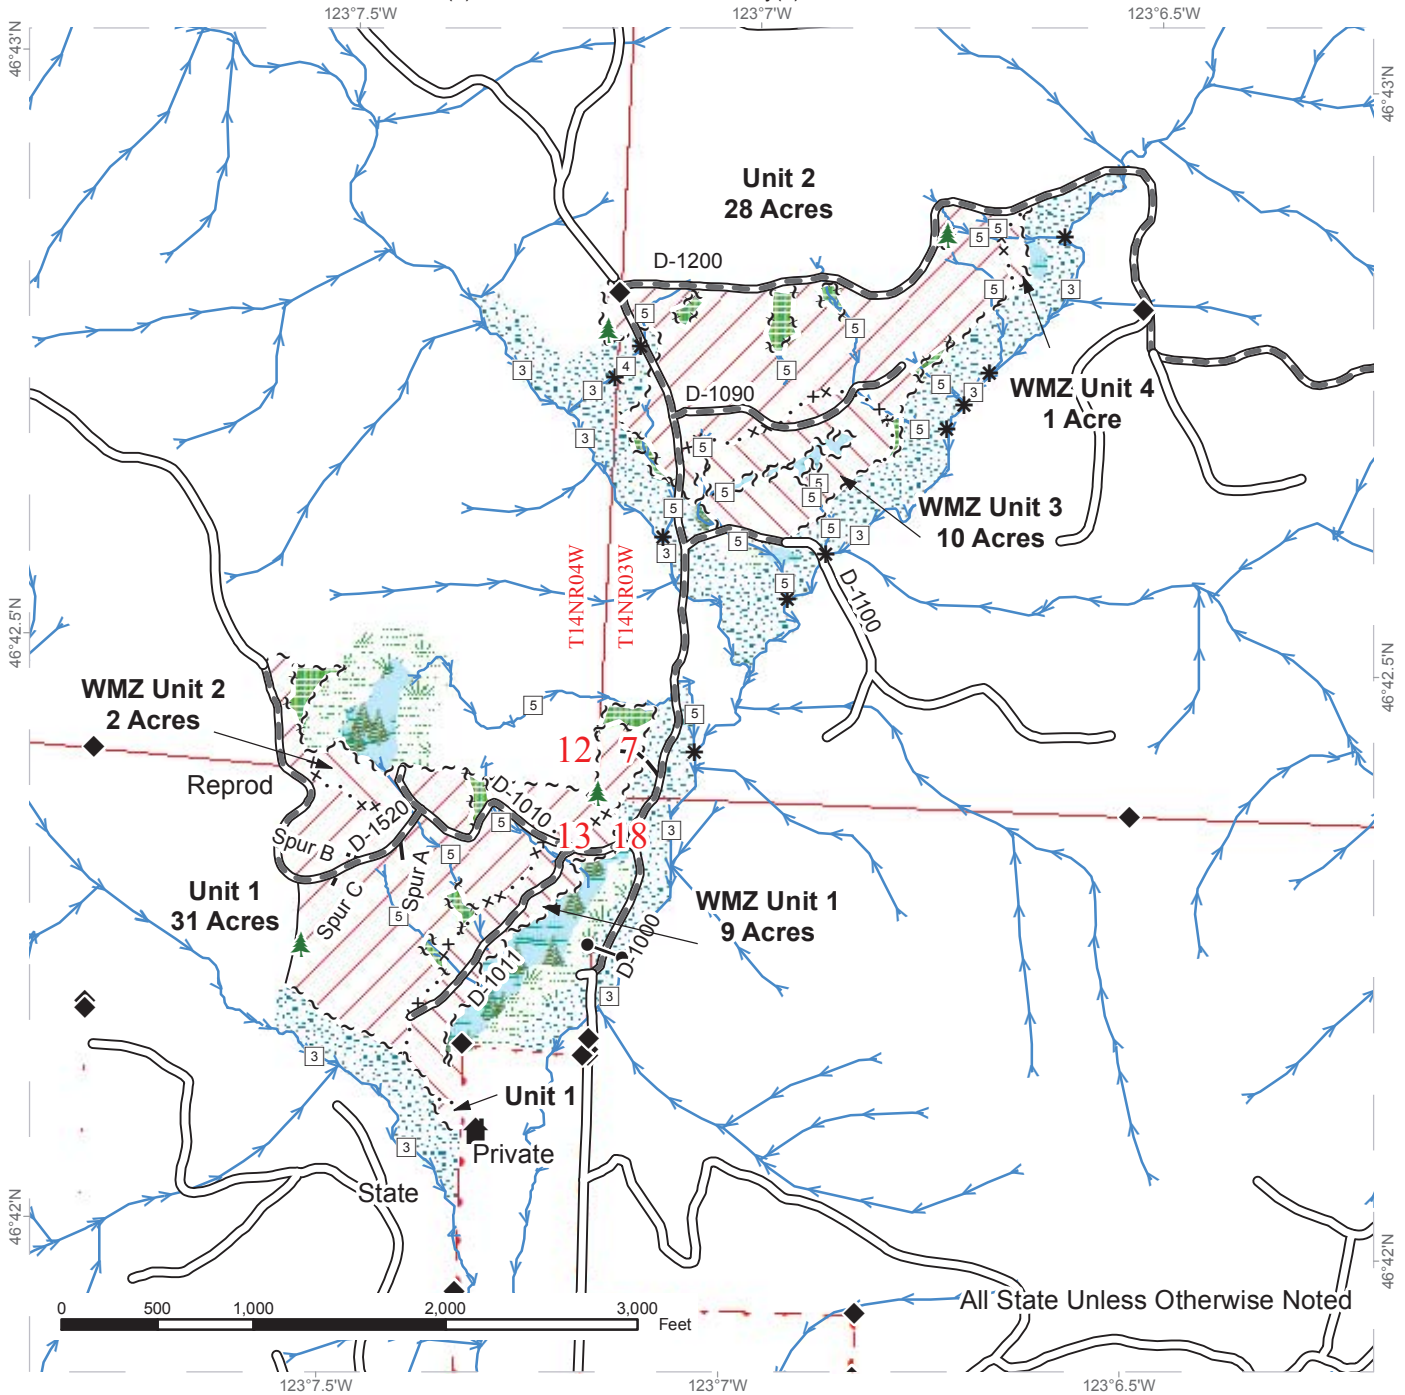 123°7.5'W
123°7'W
123°6.5'W
46°43'N
46°43'N
Unit 2
28 Acres
D-1200
5
5
5
3
5
5
4
3
3
5
WMZ Unit 4
1 Acre
5
3
D-1090
3
5
5
5
5
5
WMZ Unit 3
10 Acres
5
5
3
5
3
5
D-1100
T14NR04W
T14NR03W
46°42.5'N
46°42.5'N
WMZ Unit 2
2 Acres
5
5
12
7
Reprod
D-1010
D-1520
5
13
18
3
Spur B
5
Spur A
Unit 1
31 Acres
Spur C
5
WMZ Unit 1
9 Acres
D-1011
D-1000
3
3
Unit 1
3
Private
State
46°42'N
46°42'N
All State Unless Otherwise Noted
0 500 1,000 2,000 3,000
Feet
123°7.5'W
123°7'W
123°6.5'W